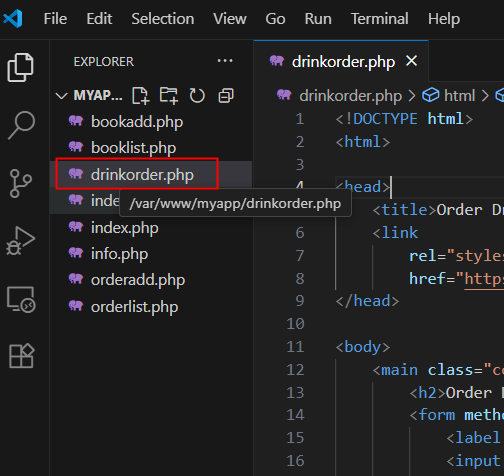 File Edit Selection View Go Run Terminal Help
EXPLORER ···
MYAP...
bookadd.php
booklist.php
drinkorder.php
inde
/var/www/myapp/drinkorder.php
index.php
info.php
orderadd.php
orderlist.php
drinkorder.php
drinkorder.php > html >
1 <!DOCTYPE html>
2 <html>
3
4 <head>
<title>Order Dr
6 <link
7 rel="styles
8 href="https
9 </head>
10
11 <body>
12 <main class="co
13 <h2>Order
14 <form metho
15 <label
16 <input